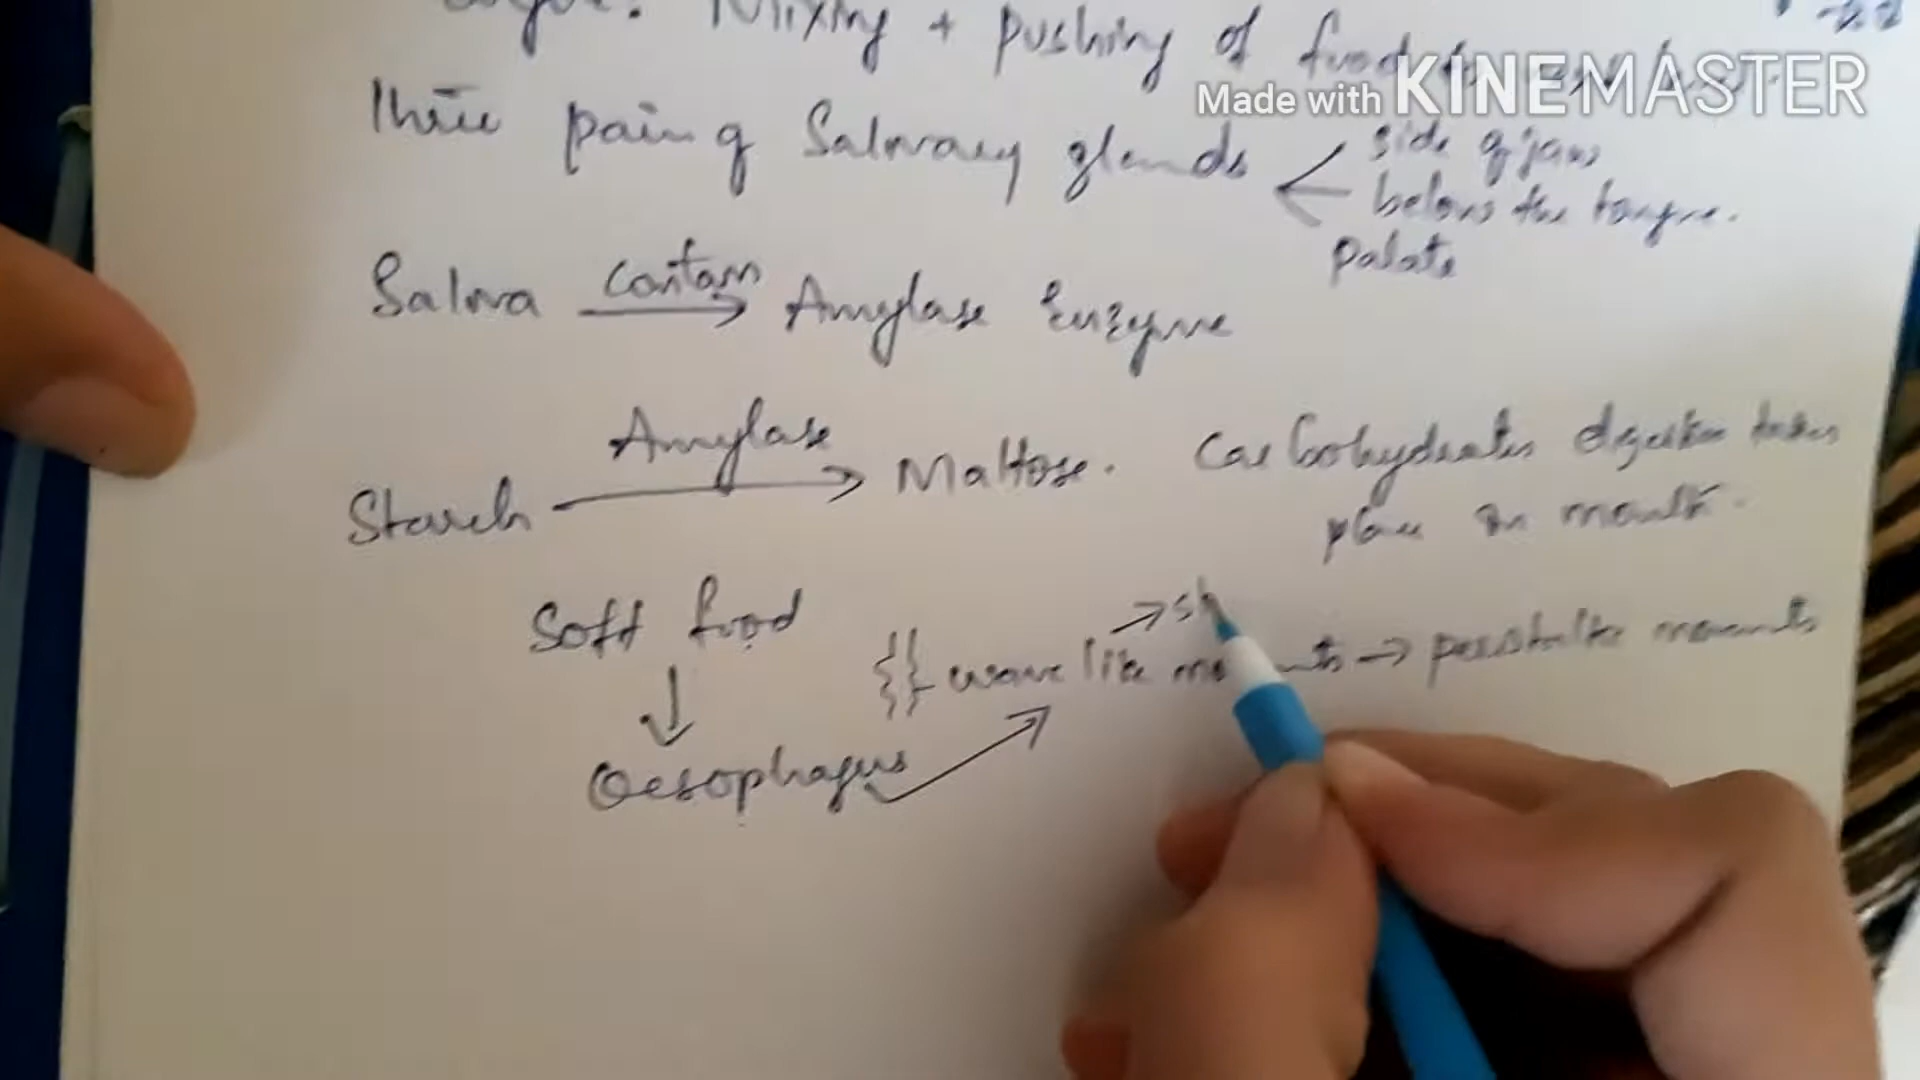 Mixing + pushing of food
Made with KINEMASTER
Three pair of Salivary glands
side of jaws
below the tongue.
palate
Saliva contain Amylase Enzyme
Amylase
Starch → Maltose. Carbohydrates digestion takes
place in mouth.
Soft food
wave like → peristaltic movements
Oesophagus